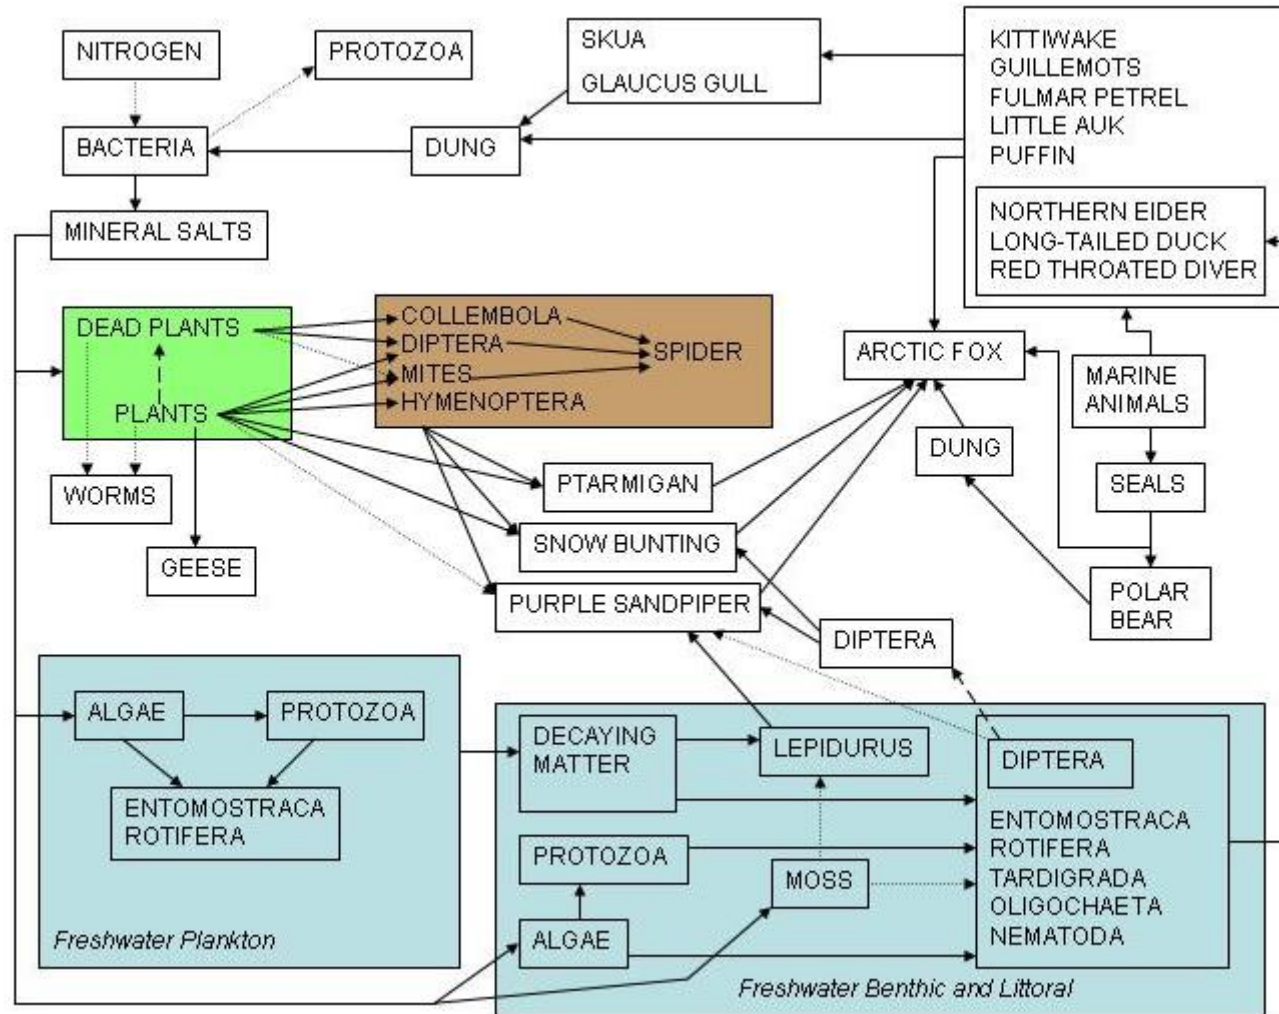 NITROGEN
PROTOZOA
SKUA
GLAUCUS GULL
KITTIWAKE
GUILLEMOTS
FULMAR PETREL
LITTLE AUK
PUFFIN
BACTERIA
DUNG
NORTHERN EIDER
LONG-TAILED DUCK
RED THROATED DIVER
MINERAL SALTS
DEAD PLANTS
PLANTS
COLLEMBOLA
DIPTERA
MITES
HYMENOPTERA
SPIDER
ARCTIC FOX
MARINE
ANIMALS
DUNG
WORMS
PTARMIGAN
SEALS
SNOW BUNTING
GEESE
PURPLE SANDPIPER
POLAR
BEAR
DIPTERA
ALGAE
PROTOZOA
ENTOMOSTRACA
ROTIFERA
Freshwater Plankton
DECAYING
MATTER
LEPIDURUS
DIPTERA
PROTOZOA
MOSS
ENTOMOSTRACA
ROTIFERA
TARDIGRADA
OLIGOCHAETA
NEMATODA
ALGAE
Freshwater Benthic and Littoral